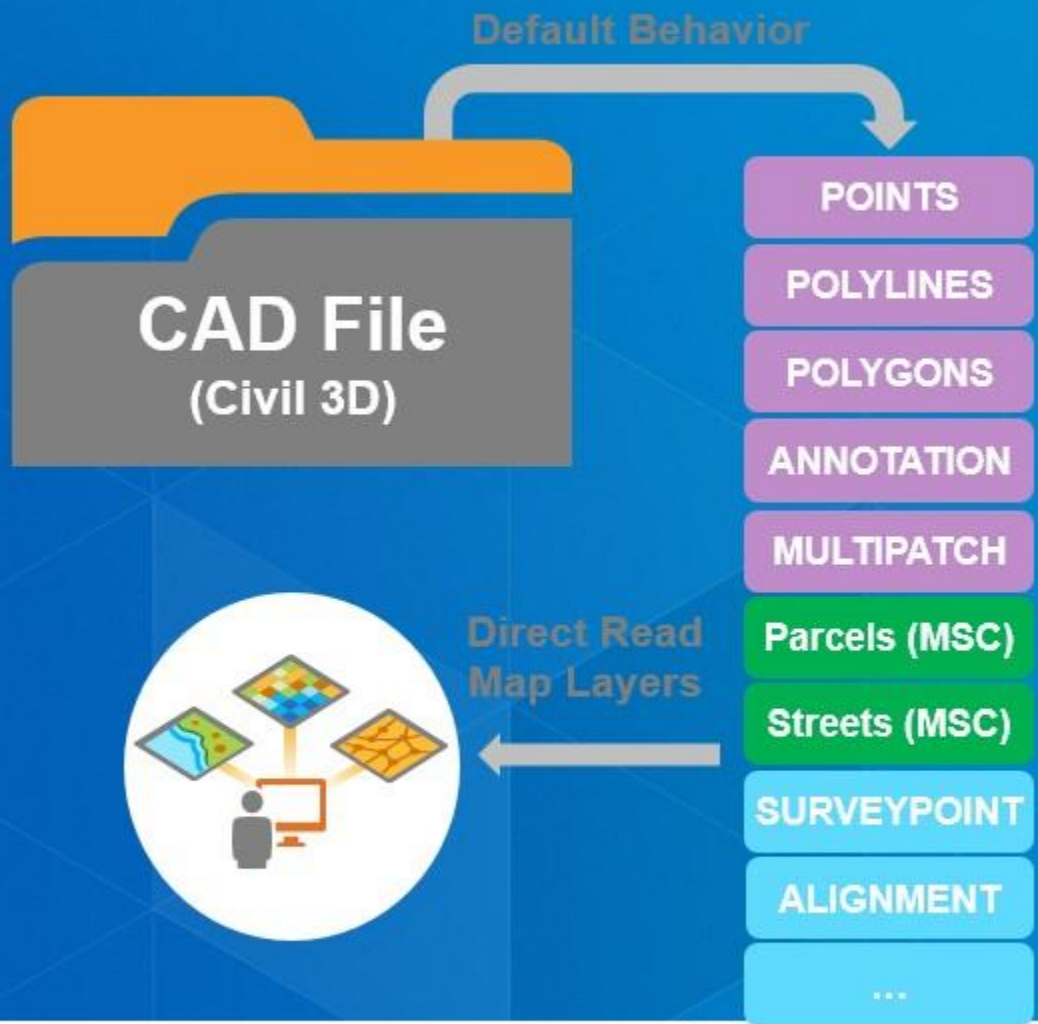 Default Behavior
CAD File
(Civil 3D)
POINTS
POLYLINES
POLYGONS
ANNOTATION
MULTIPATCH
Parcels (MSC)
Streets (MSC)
SURVEYPOINT
ALIGNMENT
...
Direct Read
Map Layers